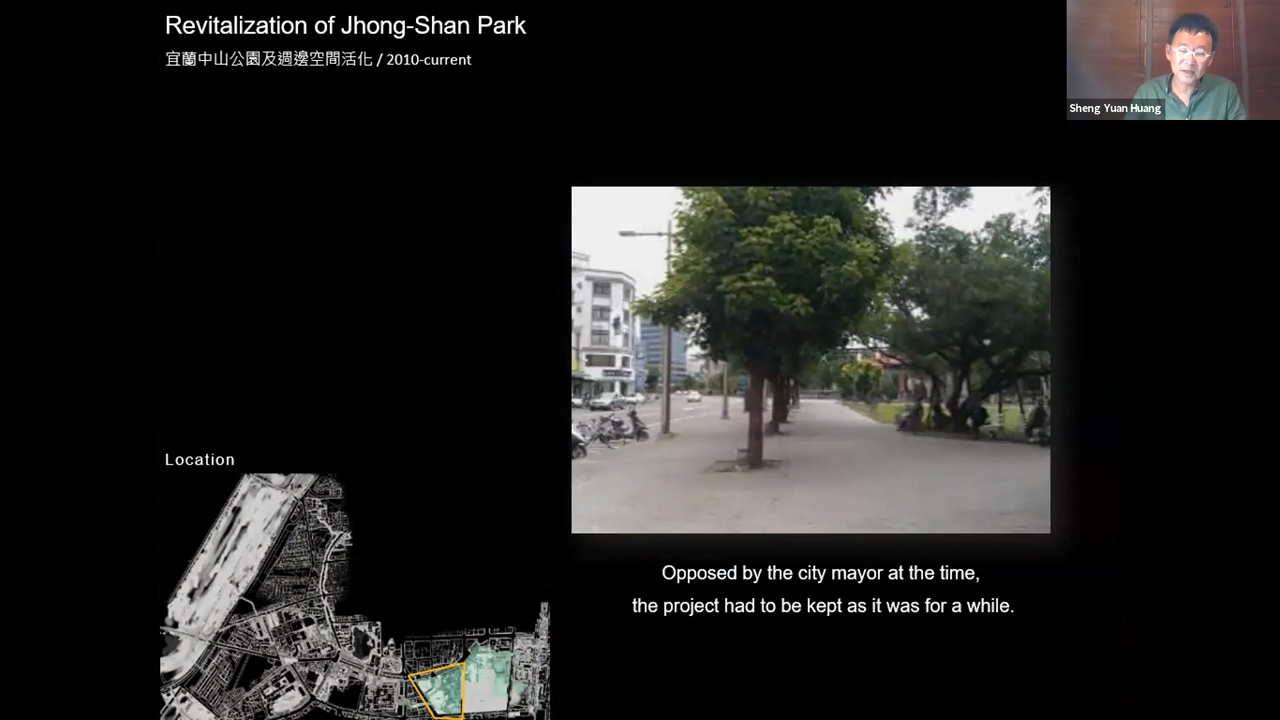 Revitalization of Jhong-Shan Park
宜蘭中山公園及週邊空間活化 / 2010-current
Sheng Yuan Huang
Location
Opposed by the city mayor at the time,
the project had to be kept as it was for a while.